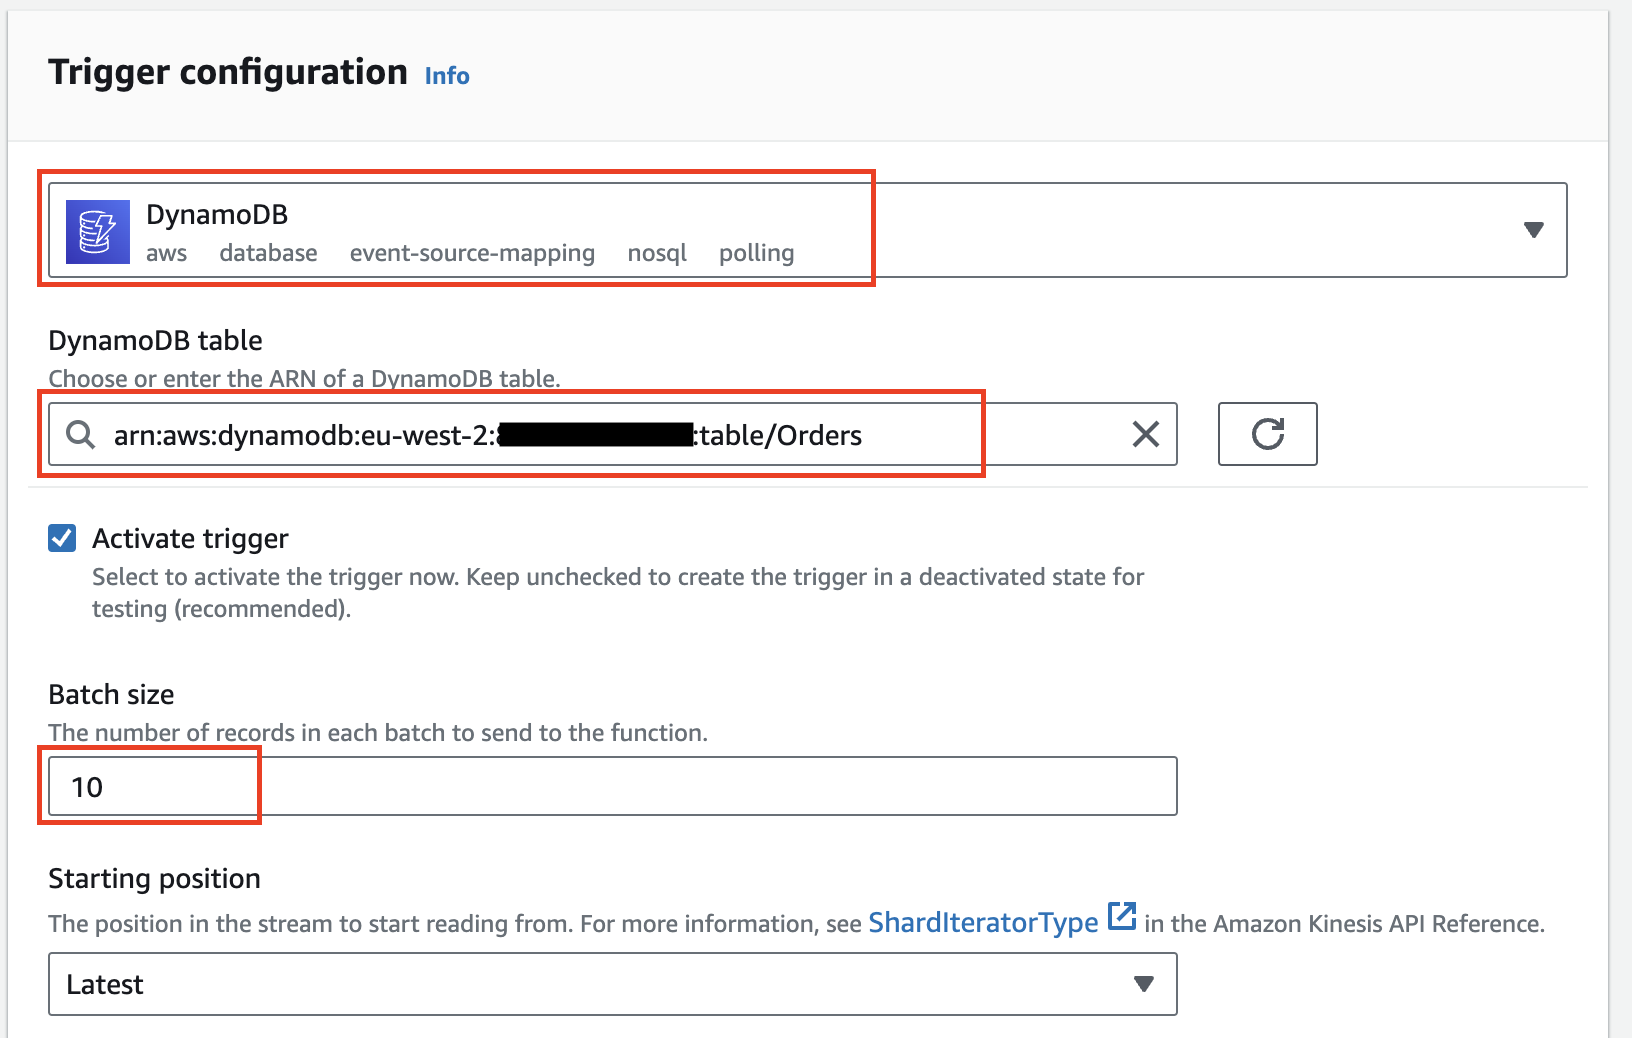 Trigger configuration Info
DynamoDB
aws database event-source-mapping nosql polling
DynamoDB table
Choose or enter the ARN of a DynamoDB table.
arn:aws:dynamodb:eu-west-2: :table/Orders
Activate trigger
Select to activate the trigger now. Keep unchecked to create the trigger in a deactivated state for
testing (recommended).
Batch size
The number of records in each batch to send to the function.
10
Starting position
The position in the stream to start reading from. For more information, see ShardIteratorType in the Amazon Kinesis API Reference.
Latest